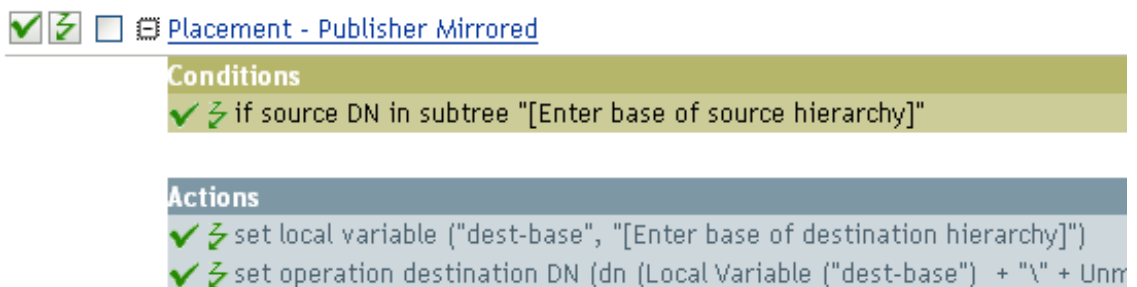 Placement - Publisher Mirrored
Conditions
if source DN in subtree "[Enter base of source hierarchy]"
Actions
set local variable ("dest-base", "[Enter base of destination hierarchy]")
set operation destination DN (dn (Local Variable ("dest-base") + "\" +